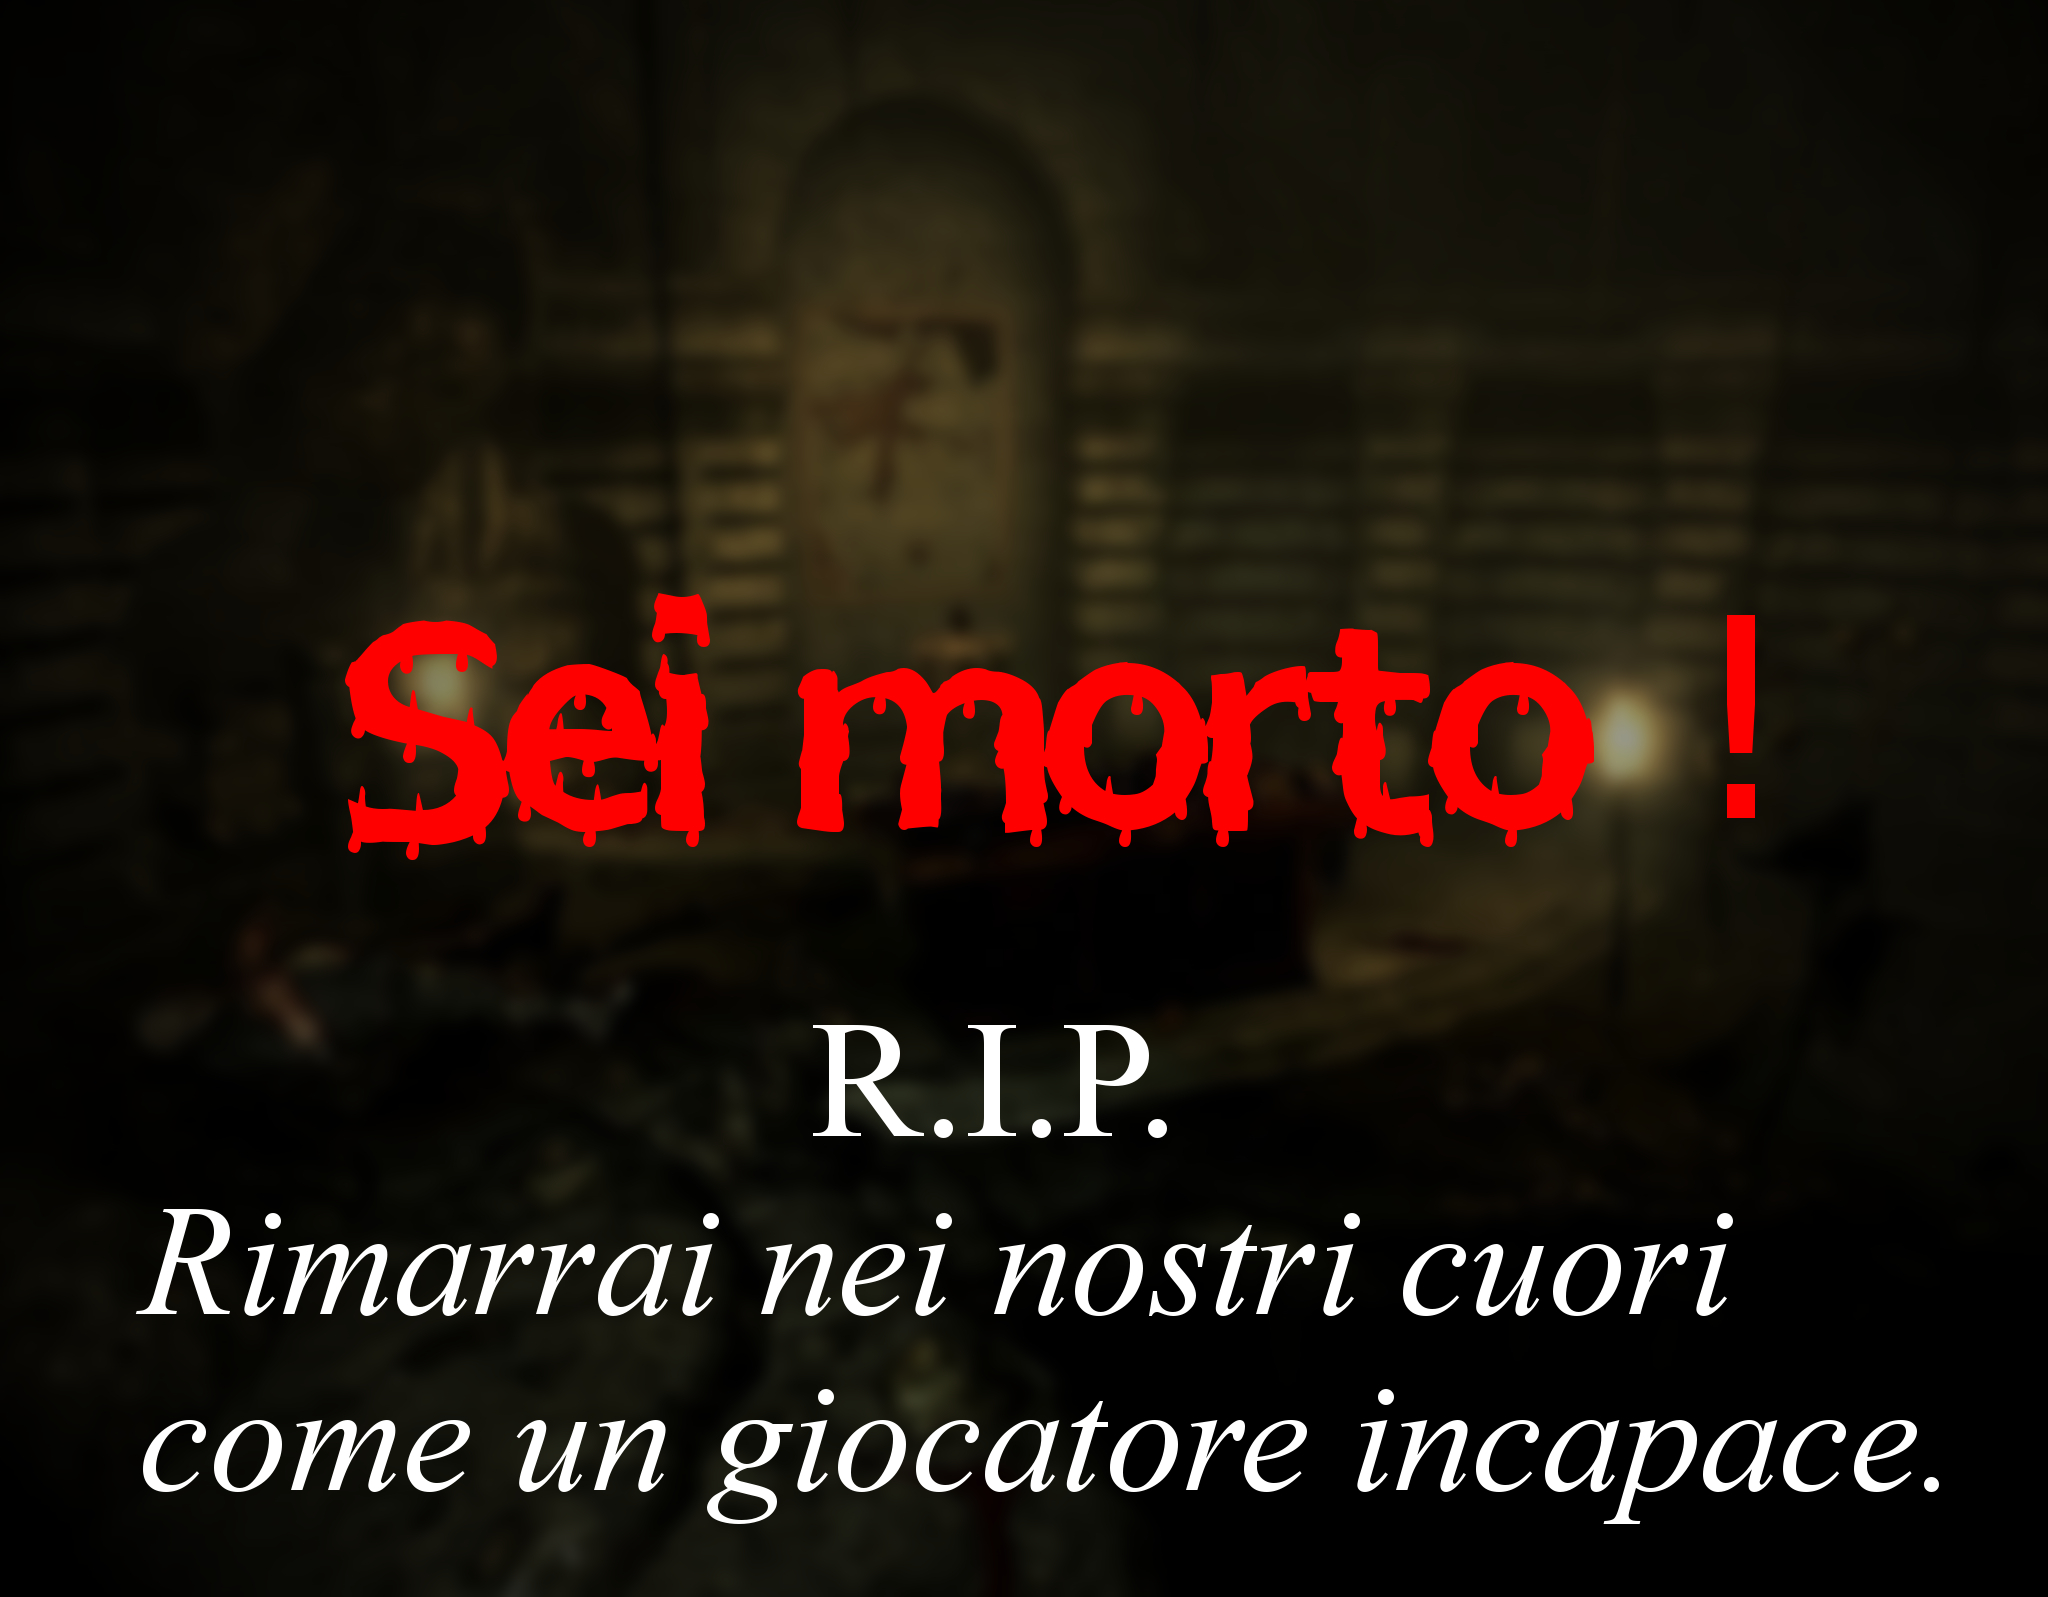 Sei morto !
R.I.P.
Rimarrai nei nostri cuori
come un giocatore incapace.